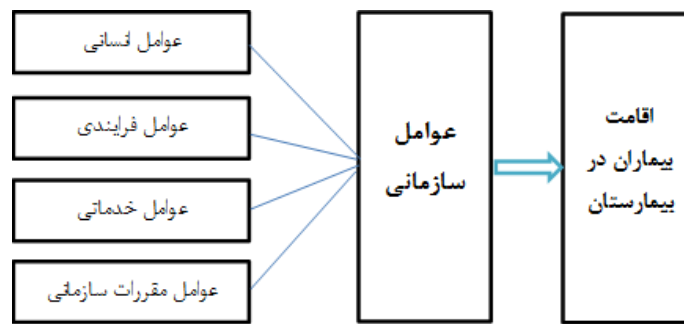 عوامل انسانی
عوامل فرایندی
عوامل خدماتی
عوامل مقررات سازمانی
عوامل
سازمانی
اقامت
بیماران در
بیمارستان